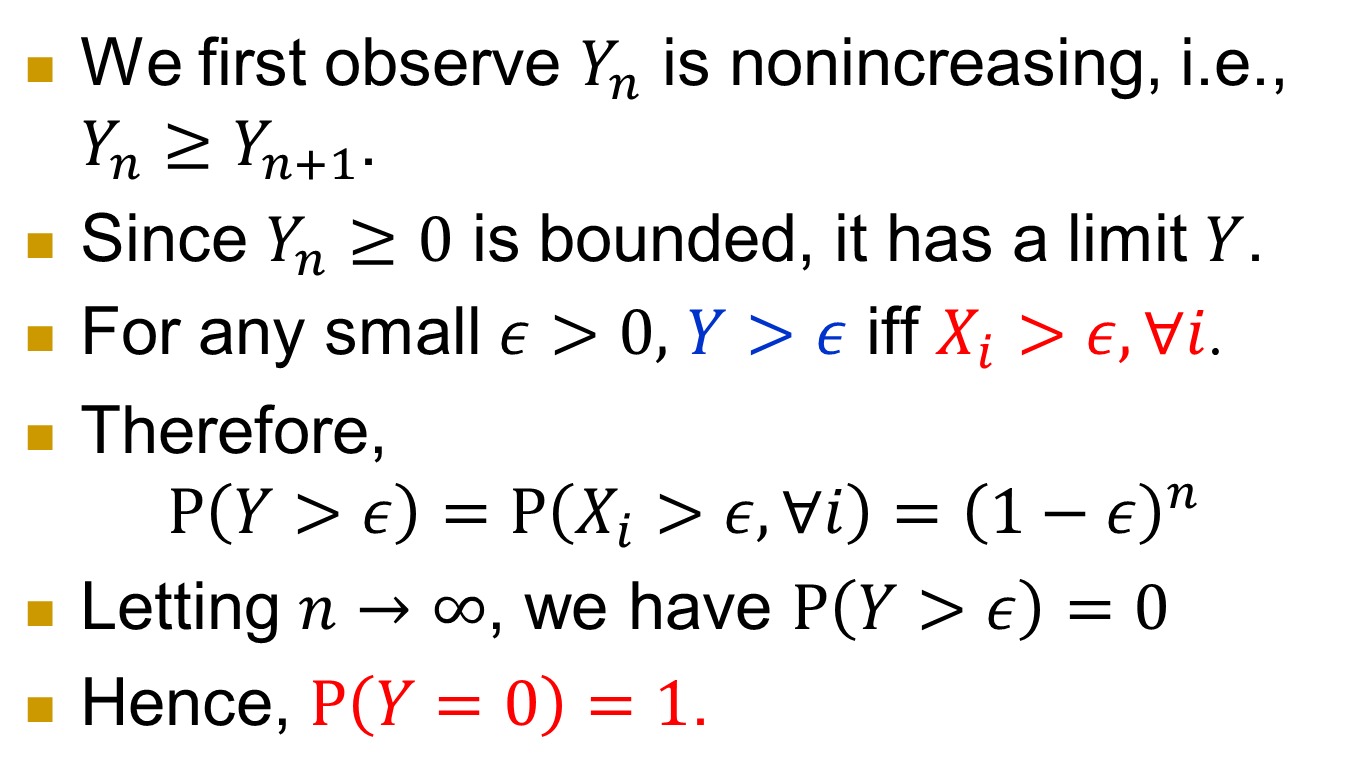 ■ We first observe Yₙ is nonincreasing, i.e.,
Yₙ ≥ Yₙ₊₁.
■ Since Yₙ ≥ 0 is bounded, it has a limit Y.
■ For any small ϵ > 0, Y > ϵ iff Xᵢ > ϵ, ∀i.
■ Therefore,
P(Y > ϵ) = P(Xᵢ > ϵ, ∀i) = (1 − ϵ)ⁿ
■ Letting n → ∞, we have P(Y > ϵ) = 0
■ Hence, P(Y = 0) = 1.